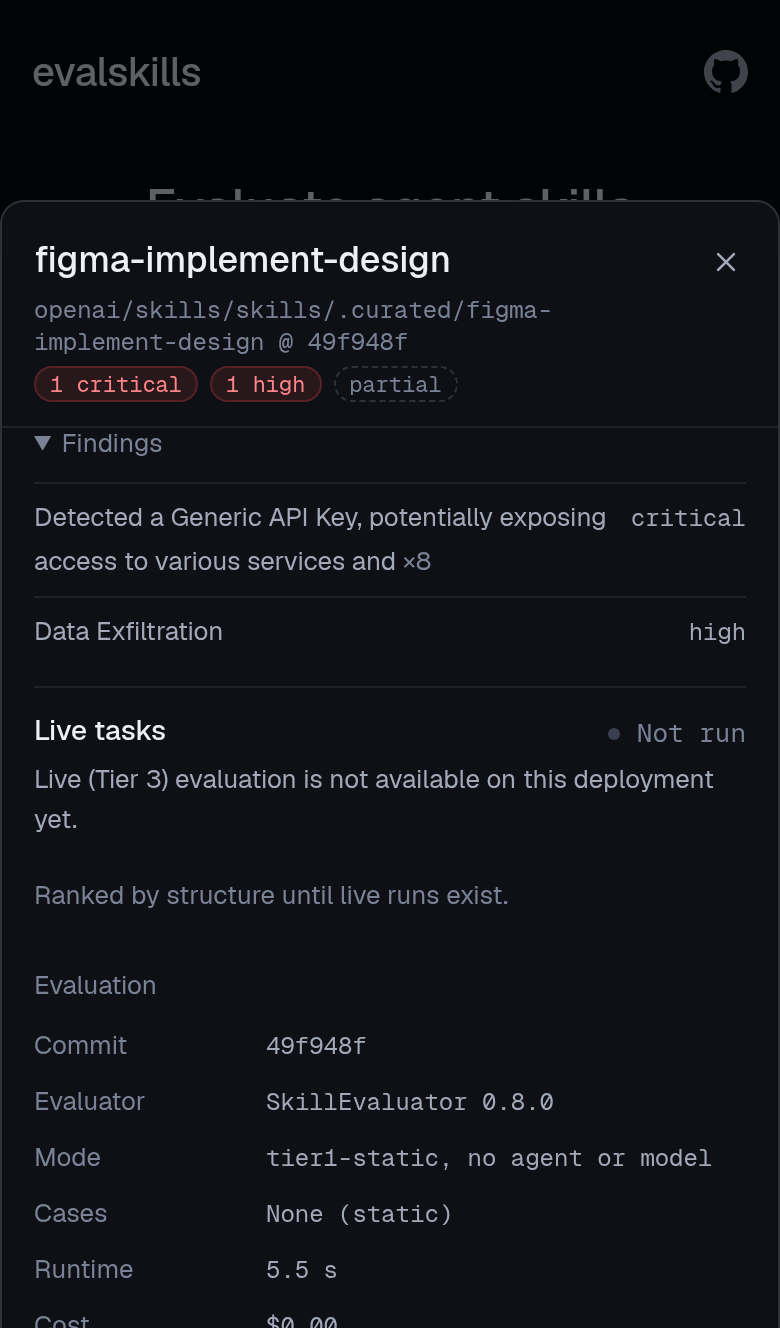 evalskills
Evaluate agent skills
figma-implement-design
openai/skills/skills/.curated/figma-
implement-design @ 49f948f
1 critical 1 high partial
▼ Findings
Detected a Generic API Key, potentially exposing critical
access to various services and ×8
Data Exfiltration high
Live tasks Not run
Live (Tier 3) evaluation is not available on this deployment
yet.
Ranked by structure until live runs exist.
Evaluation
Commit 49f948f
Evaluator SkillEvaluator 0.8.0
Mode tier1-static, no agent or model
Cases None (static)
Runtime 5.5 s
Cost $0.00